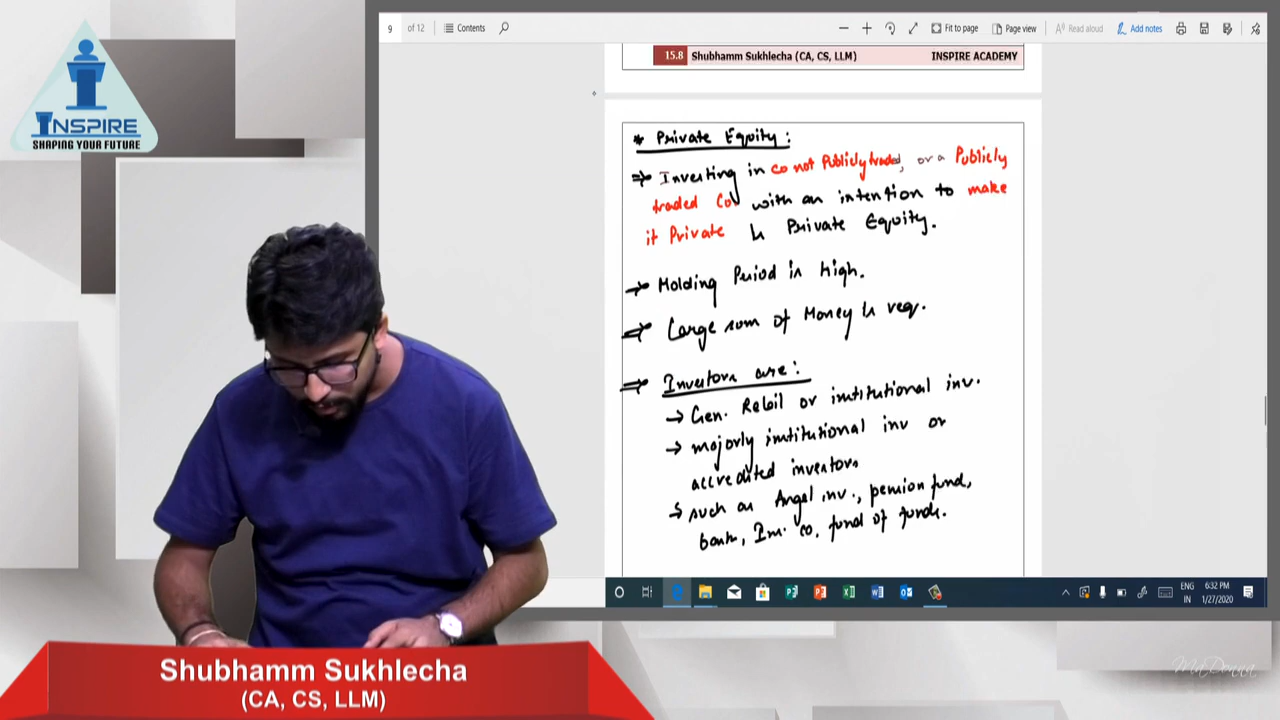 9 of 12 Contents Fit to page Page view Read aloud Add notes
15.8 Shubhamm Sukhlecha (CA, CS, LLM) INSPIRE ACADEMY
INSPIRE
SHAPING YOUR FUTURE
* Private Equity :
⇒ Investing in co not Publicly traded, or a Publicly
traded Co with an intention to make
it Private is Private Equity.
→ Holding Period is high.
⇒ Large sum of Money is req.
⇒ Investors are :
→ Gen. Retail or institutional inv.
→ majorly institutional inv or
accredited investors
→ such as Angel inv., pension fund,
bank, Ins. co. fund of funds.
ENG
IN
6:32 PM
1/27/2020
Shubhamm Sukhlecha
(CA, CS, LLM)
MaDonna